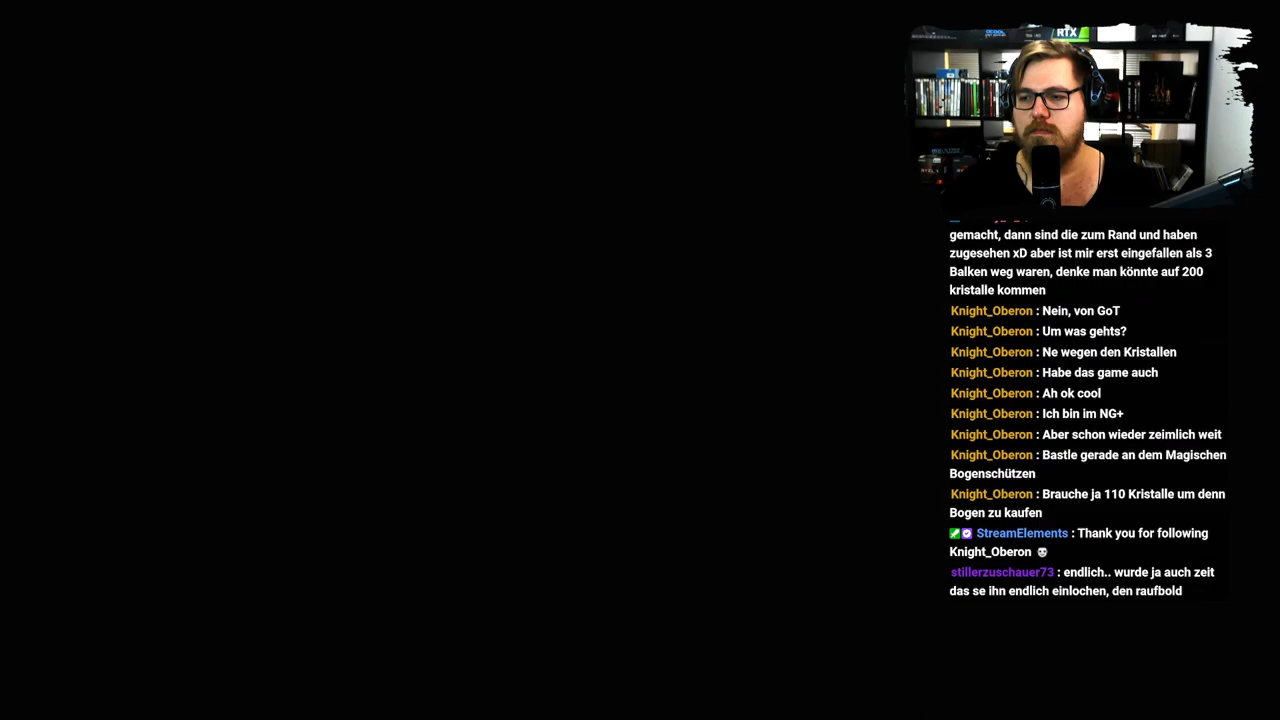 RTX
gemacht, dann sind die zum Rand und haben
zugesehen xD aber ist mir erst eingefallen als 3
Balken weg waren, denke man könnte auf 200
kristalle kommen
Knight_Oberon : Nein, von GoT
Knight_Oberon : Um was gehts?
Knight_Oberon : Ne wegen den Kristallen
Knight_Oberon : Habe das game auch
Knight_Oberon : Ah ok cool
Knight_Oberon : Ich bin im NG+
Knight_Oberon : Aber schon wieder zeimlich weit
Knight_Oberon : Bastle gerade an dem Magischen
Bogenschützen
Knight_Oberon : Brauche ja 110 Kristalle um denn
Bogen zu kaufen
StreamElements : Thank you for following
Knight_Oberon
stillerzuschauer73 : endlich.. wurde ja auch zeit
das se ihn endlich einlochen, den raufbold